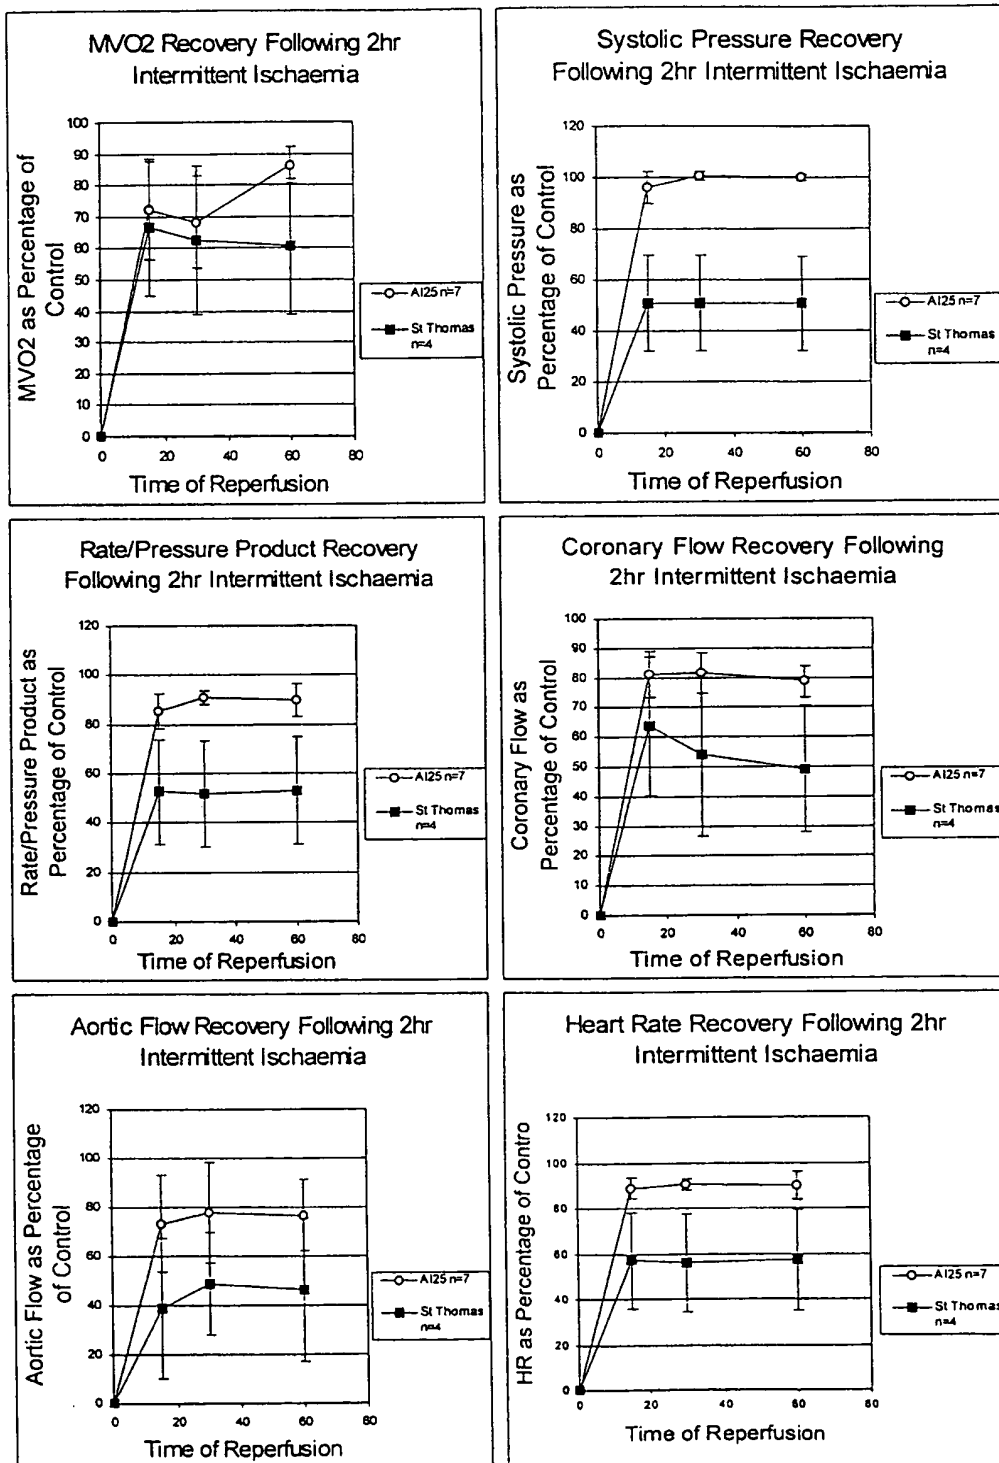 MVO2 Recovery Following 2hr
Intermittent Ischaemia
MVO2 as Percentage of
Control
100
90
80
70
60
50
40
30
20
10
0
0 20 40 60 80
Time of Reperfusion
AI25 n=7
St Thomas
n=4
Systolic Pressure Recovery
Following 2hr Intermittent Ischaemia
Systolic Pressure as
Percentage of Control
120
100
80
60
40
20
0
0 20 40 60 80
Time of Reperfusion
AI25 n=7
St Thomas
n=4
Rate/Pressure Product Recovery
Following 2hr Intermittent Ischaemia
Rate/Pressure Product as
Percentage of Control
120
100
80
60
40
20
0
0 20 40 60 80
Time of Reperfusion
AI25 n=7
St Thomas
n=4
Coronary Flow Recovery Following
2hr Intermittent Ischaemia
Coronary Flow as
Percentage of Control
100
90
80
70
60
50
40
30
20
10
0
0 20 40 60 80
Time of Reperfusion
AI25 n=7
St Thomas
n=4
Aortic Flow Recovery Following 2hr
Intermittent Ischaemia
Aortic Flow as Percentage
of Control
120
100
80
60
40
20
0
0 20 40 60 80
Time of Reperfusion
AI25 n=7
St Thomas
n=4
Heart Rate Recovery Following 2hr
Intermittent Ischaemia
HR as Percentage of Contro
120
100
80
60
40
20
0
0 20 40 60 80
Time of Reperfusion
AI25 n=7
St Thomas
n=4